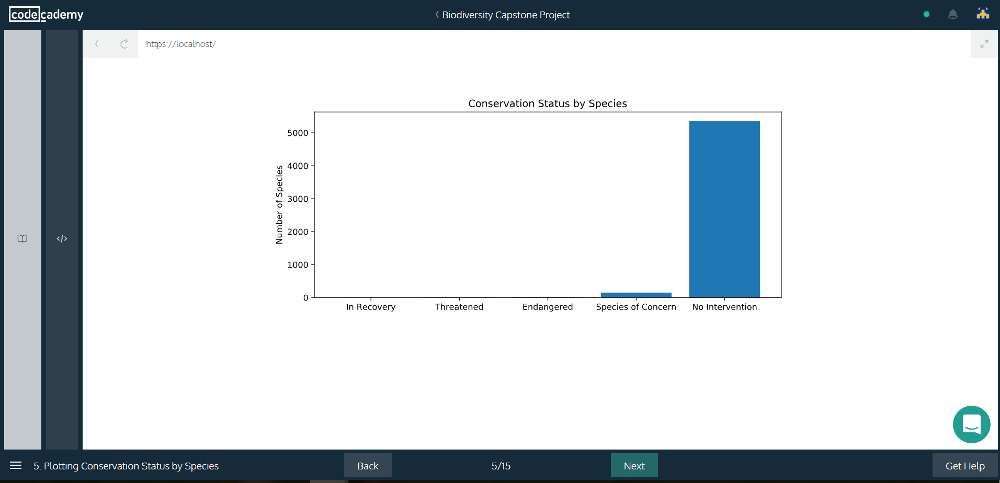 codecademy
Biodiversity Capstone Project
https://localhost/
Conservation Status by Species
Number of Species
5000
4000
3000
2000
1000
0
In Recovery
Threatened
Endangered
Species of Concern
No Intervention
</>
5. Plotting Conservation Status by Species
Back
5/15
Next
Get Help